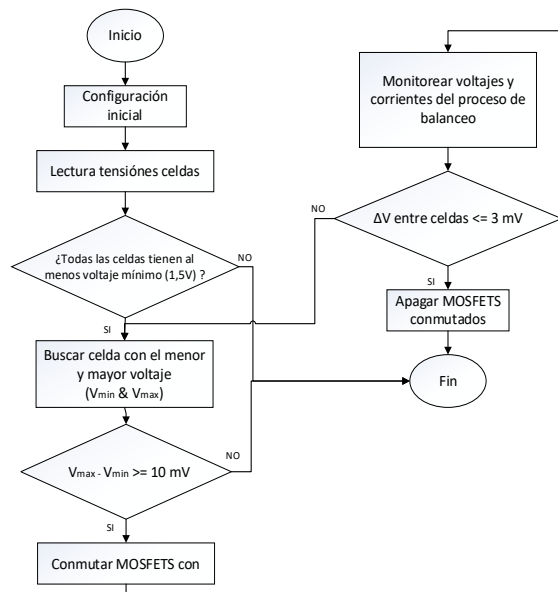 Inicio
Configuración
inicial
Lectura tensiónes celdas
¿Todas las celdas tienen al
menos voltaje mínimo (1,5V) ?
NO
SI
Buscar celda con el menor
y mayor voltaje
(Vmin & Vmax)
Vmax - Vmin >= 10 mV
NO
SI
Conmutar MOSFETS con
Monitorear voltajes y
corrientes del proceso de
balanceo
ΔV entre celdas <= 3 mV
NO
SI
Apagar MOSFETS
conmutados
Fin